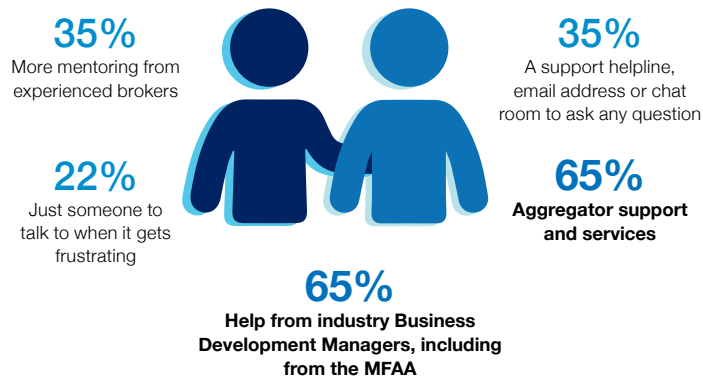 35%
More mentoring from
experienced brokers
22%
Just someone to
talk to when it gets
frustrating
35%
A support helpline,
email address or chat
room to ask any question
65%
Aggregator support
and services
65%
Help from industry Business
Development Managers, including
from the MFAA